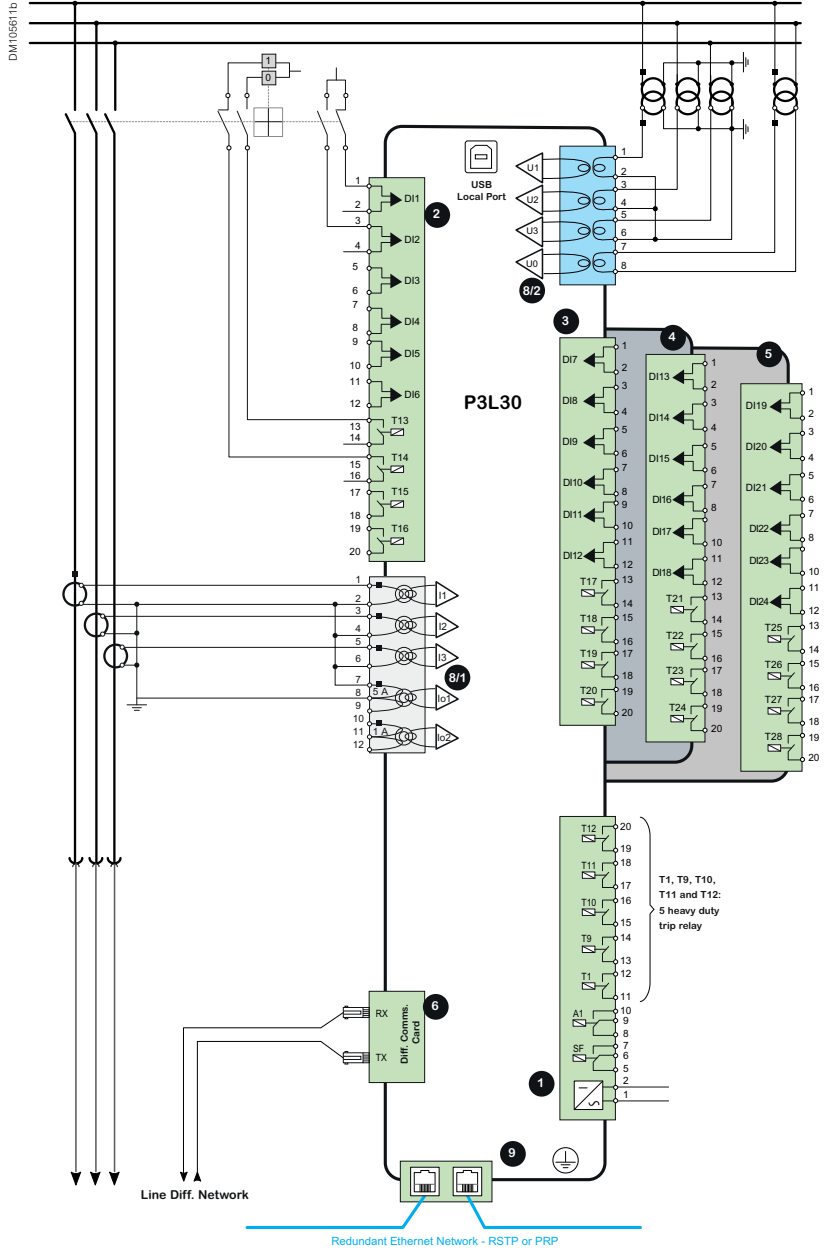 DM105611b
1
0
USB
Local Port
U1
U2
U3
U0
1
2
3
4
5
6
7
8
8/2
1
2
3
4
5
6
7
8
9
10
11
12
13
14
15
16
17
18
19
20
DI1
DI2
DI3
DI4
DI5
DI6
T13
T14
T15
T16
2
P3L30
3
DI7
DI8
DI9
DI10
DI11
DI12
T17
T18
T19
T20
1
2
3
4
5
6
7
8
9
10
11
12
13
14
15
16
17
18
19
20
4
DI13
DI14
DI15
DI16
DI17
DI18
T21
T22
T23
T24
1
2
3
4
5
6
7
8
10
11
12
13
14
15
16
17
18
19
20
5
DI19
DI20
DI21
DI22
DI23
DI24
T25
T26
T27
T28
1
2
3
4
5
6
7
8
10
11
12
13
14
15
16
17
18
19
20
1
2
3
4
5
6
7
8
9
10
11
12
5 A
1 A
I1
I2
I3
Io1
Io2
8/1
T12
T11
T10
T9
T1
A1
SF
20
19
18
17
16
15
14
13
12
11
10
9
8
7
6
5
2
1
T1, T9, T10,
T11 and T12:
5 heavy duty
trip relay
1
RX
TX
Diff. Comms.
Card
6
9
Line Diff. Network
Redundant Ethernet Network - RSTP or PRP